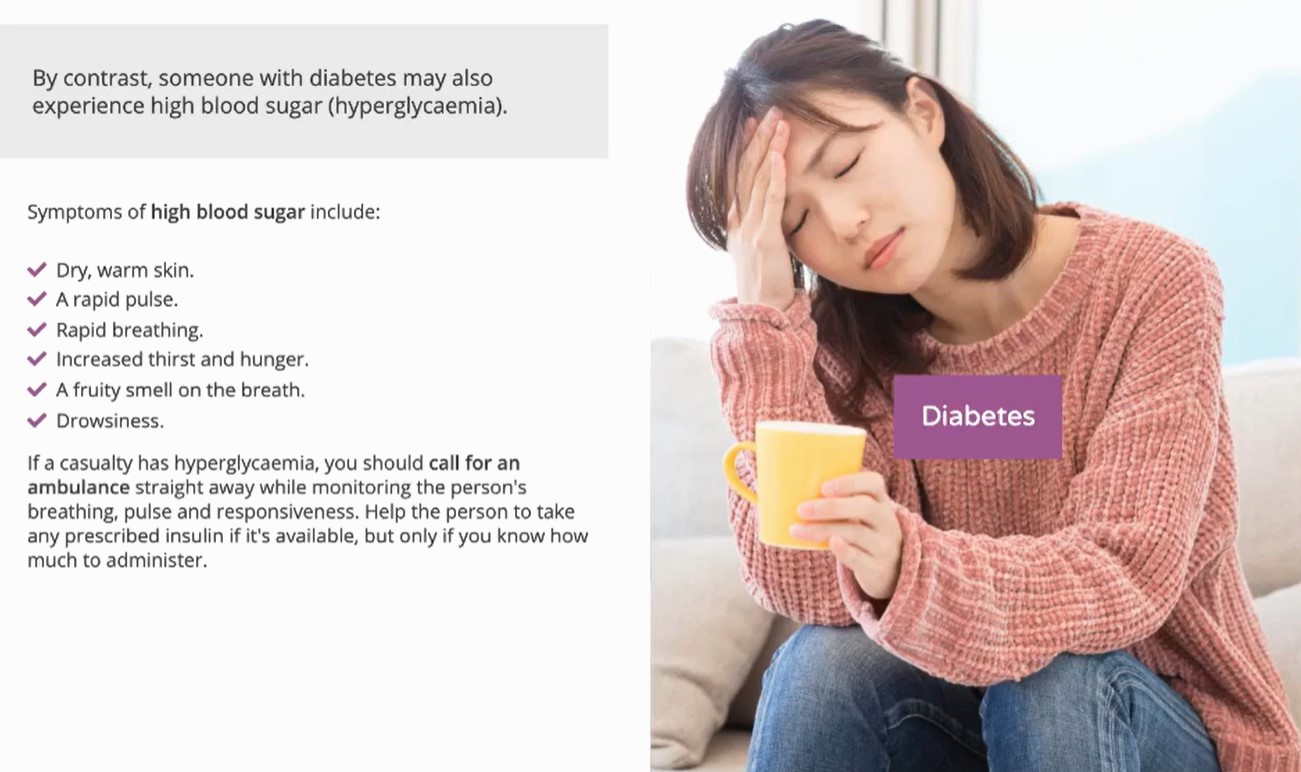 By contrast, someone with diabetes may also
experience high blood sugar (hyperglycaemia).
Symptoms of high blood sugar include:
Dry, warm skin.
A rapid pulse.
Rapid breathing.
Increased thirst and hunger.
A fruity smell on the breath.
Drowsiness.
If a casualty has hyperglycaemia, you should call for an
ambulance straight away while monitoring the person's
breathing, pulse and responsiveness. Help the person to take
any prescribed insulin if it's available, but only if you know how
much to administer.
Diabetes